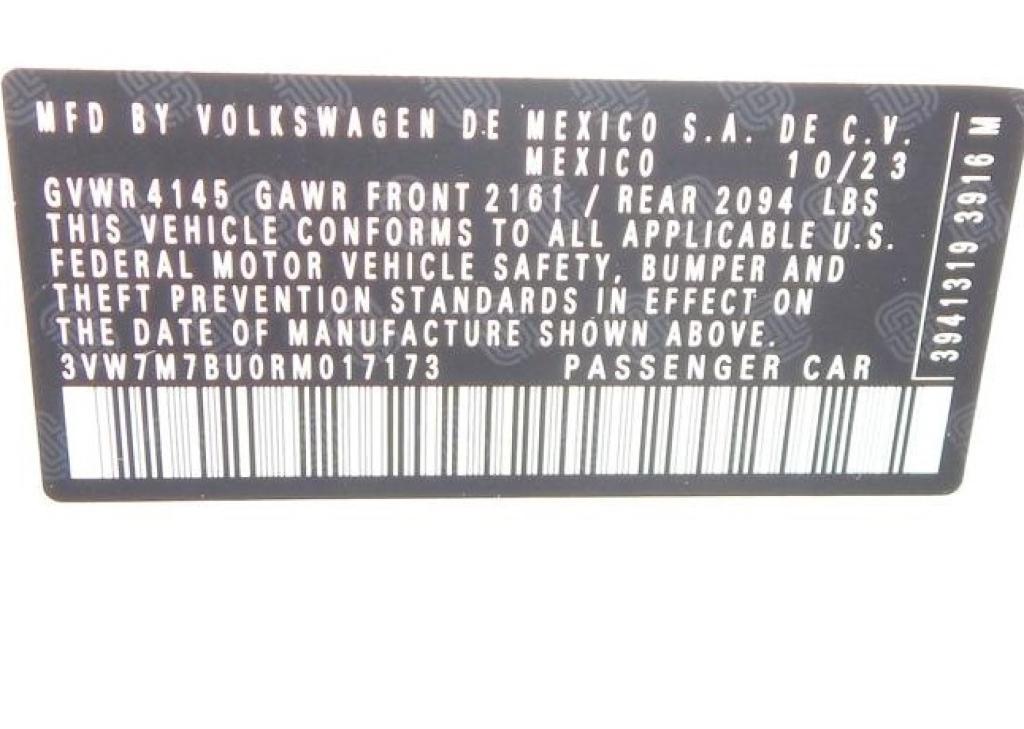 MFD BY VOLKSWAGEN DE MEXICO S.A. DE C.V.
MEXICO 10/23
GVWR 4145 GAWR FRONT 2161 / REAR 2094 LBS
THIS VEHICLE CONFORMS TO ALL APPLICABLE U.S.
FEDERAL MOTOR VEHICLE SAFETY, BUMPER AND
THEFT PREVENTION STANDARDS IN EFFECT ON
THE DATE OF MANUFACTURE SHOWN ABOVE.
3VW7M7BU0RM017173 PASSENGER CAR
3941319 3916 M